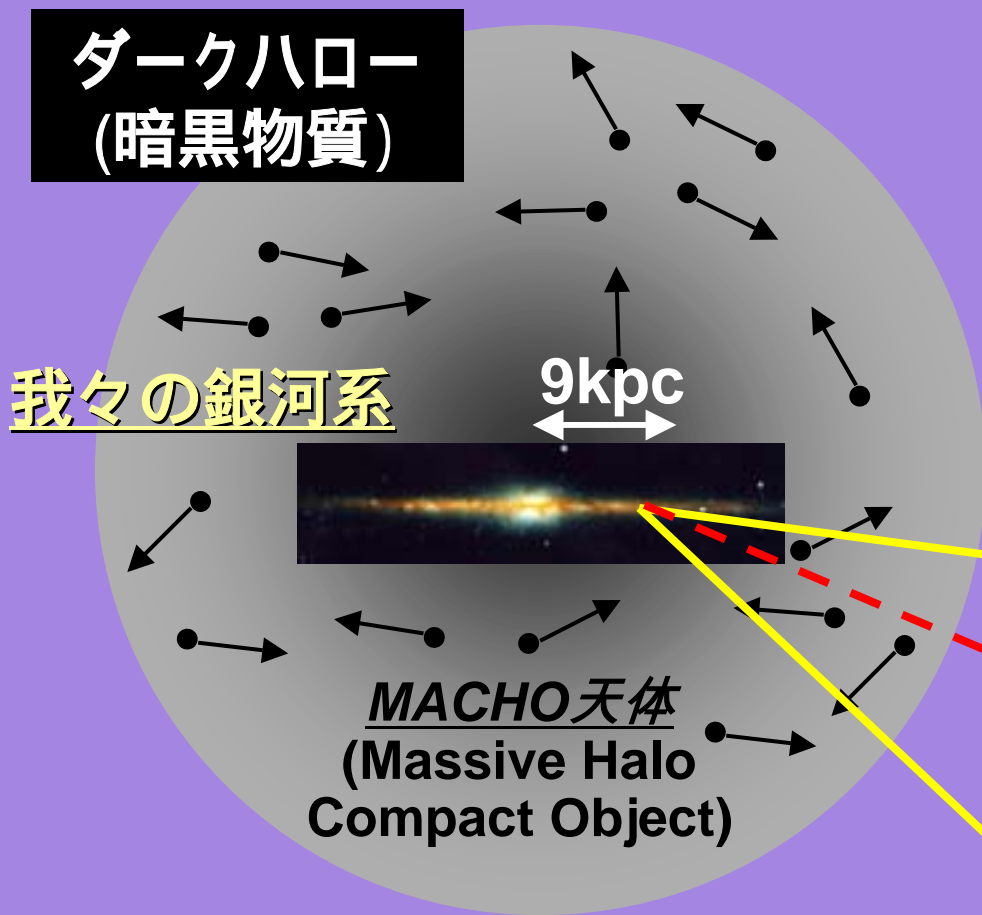 ダークハロー
(暗黒物質)
我々の銀河系
9kpc
MACHO天体
(Massive Halo
Compact Object)